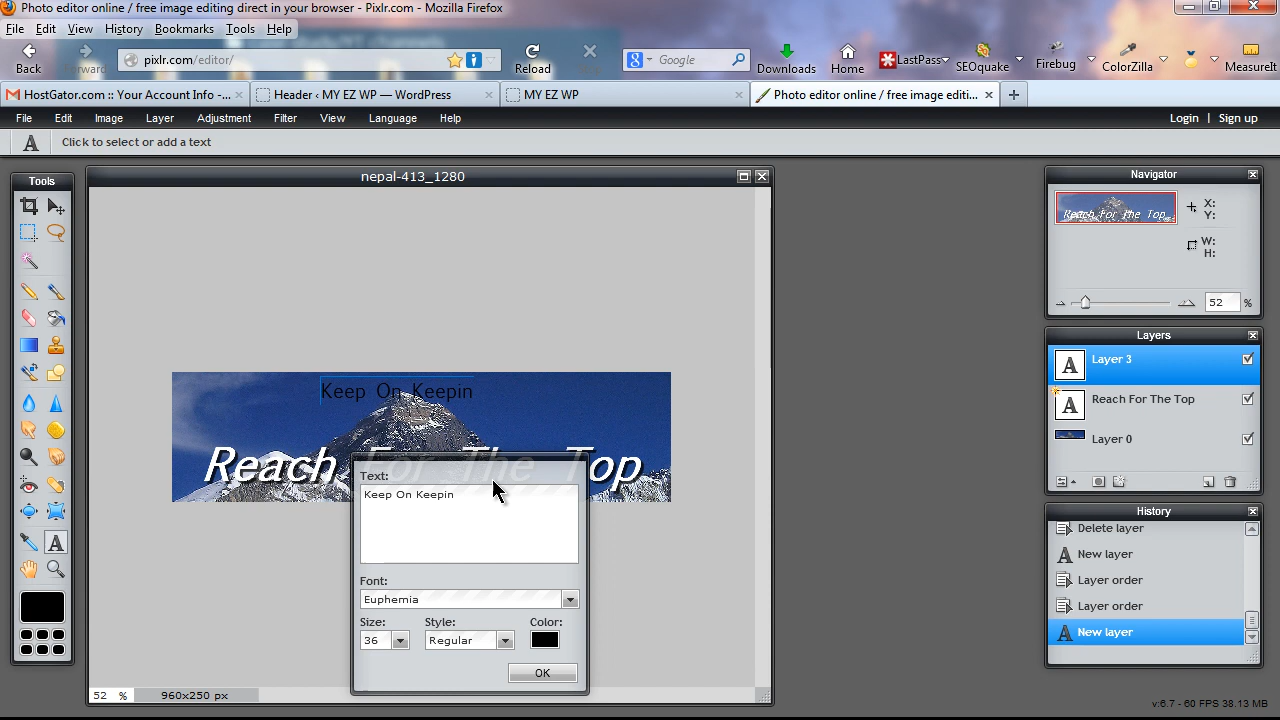 Photo editor online / free image editing direct in your browser - Pixlr.com - Mozilla Firefox
File Edit View History Bookmarks Tools Help
Back Forward pixlr.com/editor/ Reload Google Downloads Home LastPass SEOquake Firebug ColorZilla MeasureIt
HostGator.com :: Your Account Info -... Header ‹ MY EZ WP — WordPress MY EZ WP Photo editor online / free image editi...
File Edit Image Layer Adjustment Filter View Language Help Login | Sign up
A Click to select or add a text
Tools
nepal-413_1280
Navigator
Reach For The Top
X:
Y:
W:
H:
52 %
Keep On Keepin
Reach For The Top
Text:
Keep On Keepin
Font:
Euphemia
Size: Style: Color:
36 Regular
OK
52 % 960x250 px
Layers
A Layer 3
A Reach For The Top
Layer 0
History
Delete layer
New layer
Layer order
Layer order
New layer
v:6.7 - 60 FPS 38.13 MB